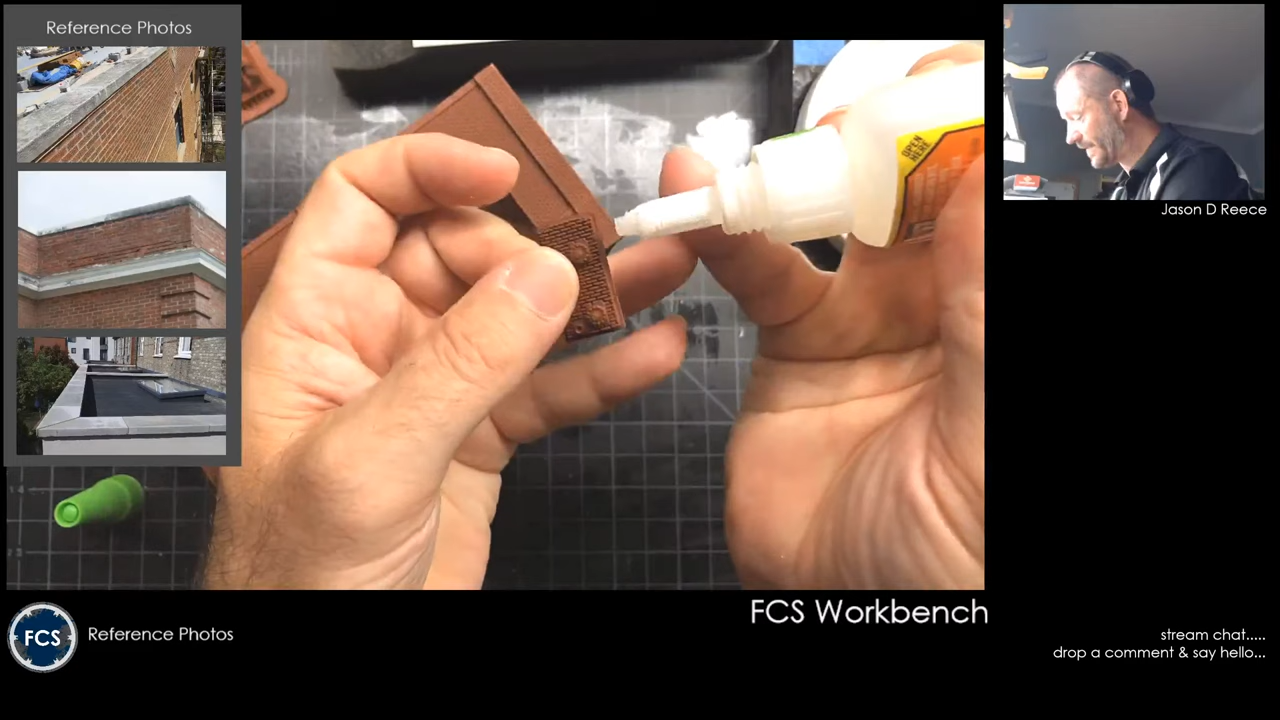 Reference Photos
OPEN
HERE
Jason D Reece
FCS Workbench
FCS
Reference Photos
stream chat.....
drop a comment & say hello...